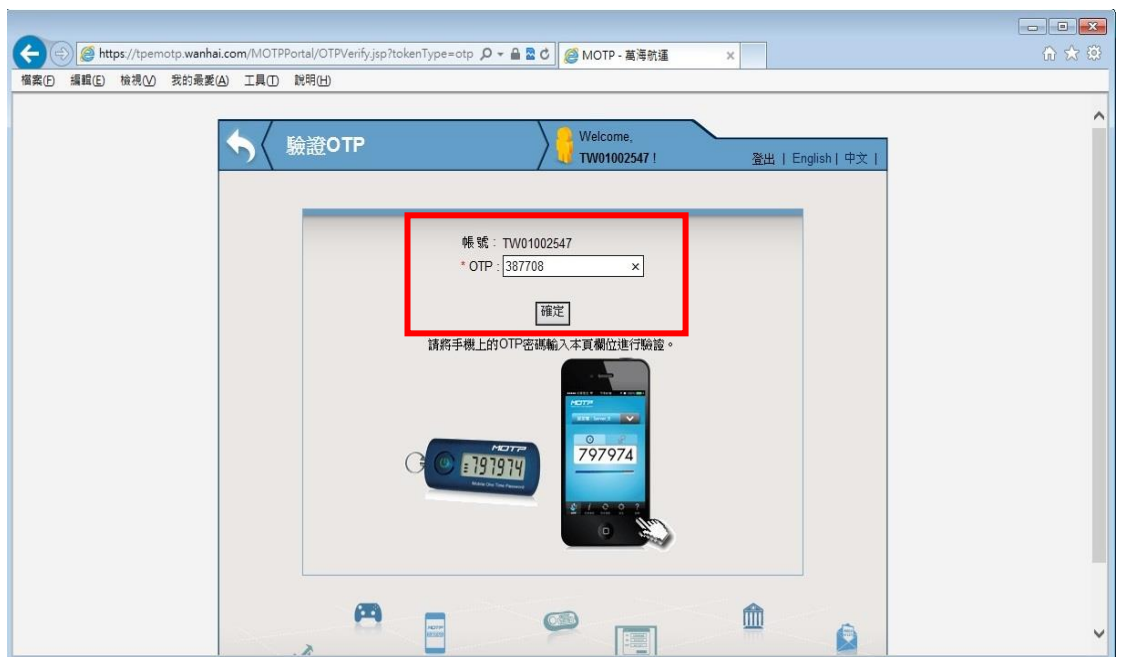 https://tpemotp.wanhai.com/MOTPPortal/OTPVerify.jsp?tokenType=otp
MOTP - 萬海航運
檔案(F) 編輯(E) 檢視(V) 我的最愛(A) 工具(T) 說明(H)
驗證OTP
Welcome,
TW01002547 !
登出 | English | 中文 |
帳號 : TW01002547
* OTP : 387708 ×
確定
請將手機上的OTP密碼輸入本頁欄位進行驗證。
MOTP
797974
MOTP
797974